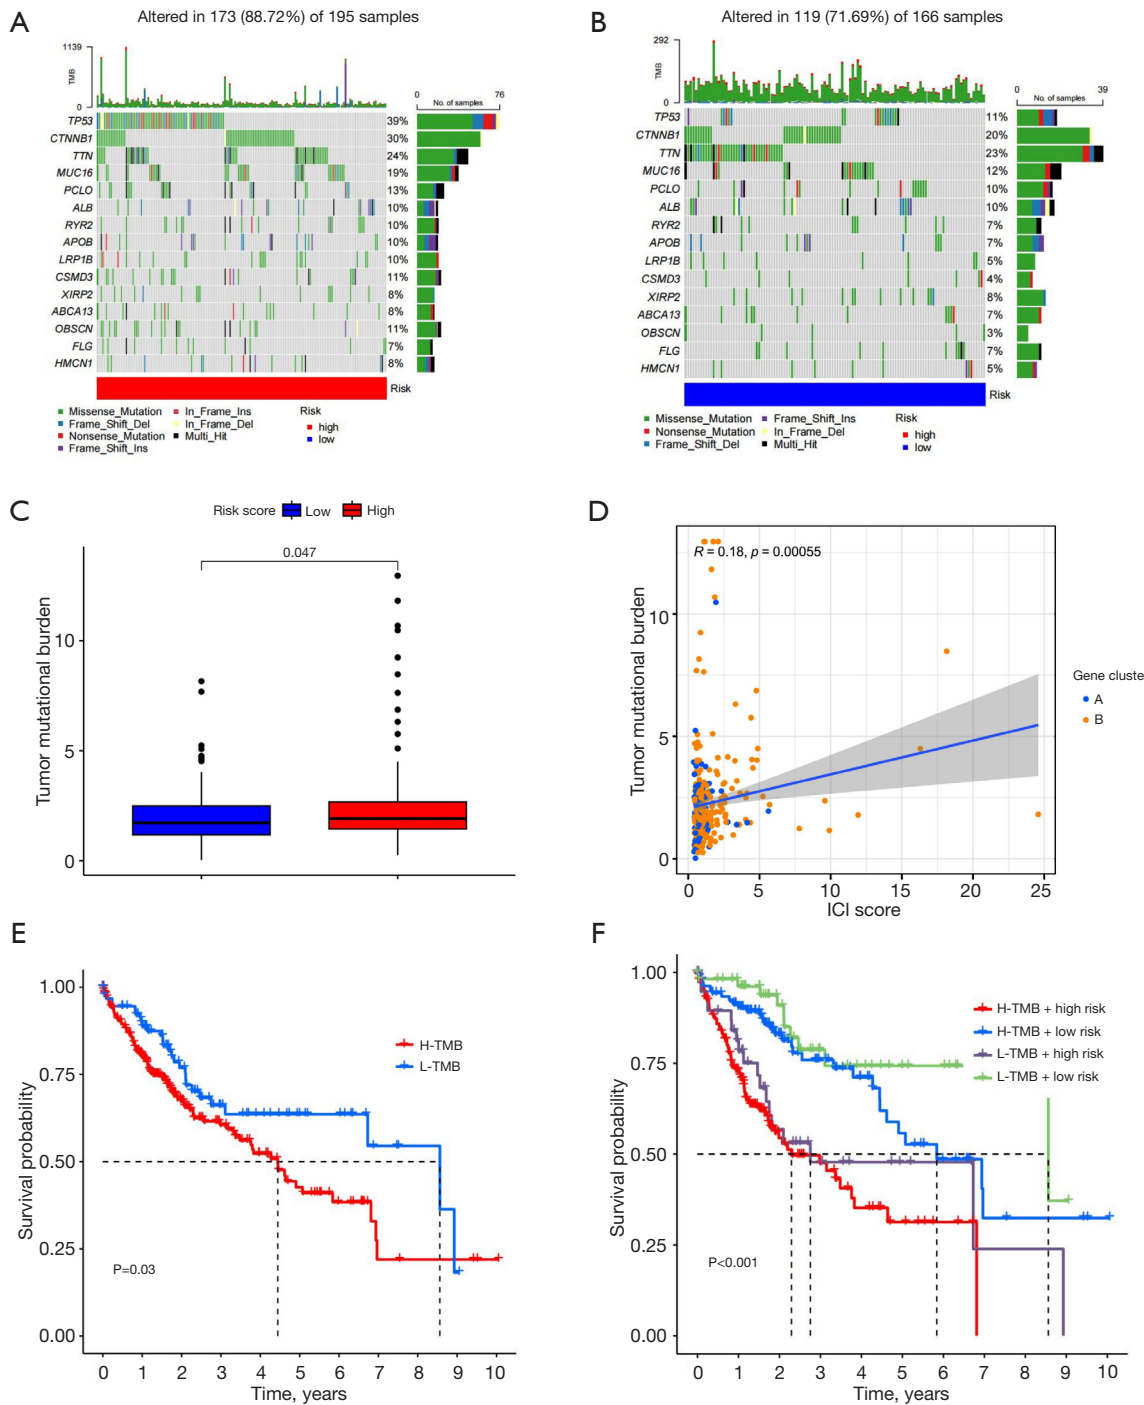 A
Altered in 173 (88.72%) of 195 samples
1139
TMB
0
0 76
No. of samples
TP53 39%
CTNNB1 30%
TTN 24%
MUC16 19%
PCLO 13%
ALB 10%
RYR2 10%
APOB 10%
LRP1B 10%
CSMD3 11%
XIRP2 8%
ABCA13 8%
OBSCN 11%
FLG 7%
HMCN1 8%
Risk
Missense_Mutation In_Frame_Ins Risk
Frame_Shift_Del In_Frame_Del high
Nonsense_Mutation Multi_Hit low
Frame_Shift_Ins
B
Altered in 119 (71.69%) of 166 samples
292
TMB
0
0 39
No. of samples
TP53 11%
CTNNB1 20%
TTN 23%
MUC16 12%
PCLO 10%
ALB 10%
RYR2 7%
APOB 7%
LRP1B 5%
CSMD3 4%
XIRP2 8%
ABCA13 7%
OBSCN 3%
FLG 7%
HMCN1 5%
Risk
Missense_Mutation Frame_Shift_Ins Risk
Nonsense_Mutation In_Frame_Del high
Frame_Shift_Del Multi_Hit low
C
Risk score Low High
0.047
Tumor mutational burden
10
5
0
D
R = 0.18, p = 0.00055
Tumor mutational burden
10
5
0
0 5 10 15 20 25
ICI score
Gene cluste
A
B
E
Survival probability
1.00
0.75
0.50
0.25
0.00
H-TMB
L-TMB
P=0.03
0 1 2 3 4 5 6 7 8 9 10
Time, years
F
Survival probability
1.00
0.75
0.50
0.25
0.00
H-TMB + high risk
H-TMB + low risk
L-TMB + high risk
L-TMB + low risk
P<0.001
0 1 2 3 4 5 6 7 8 9 10
Time, years